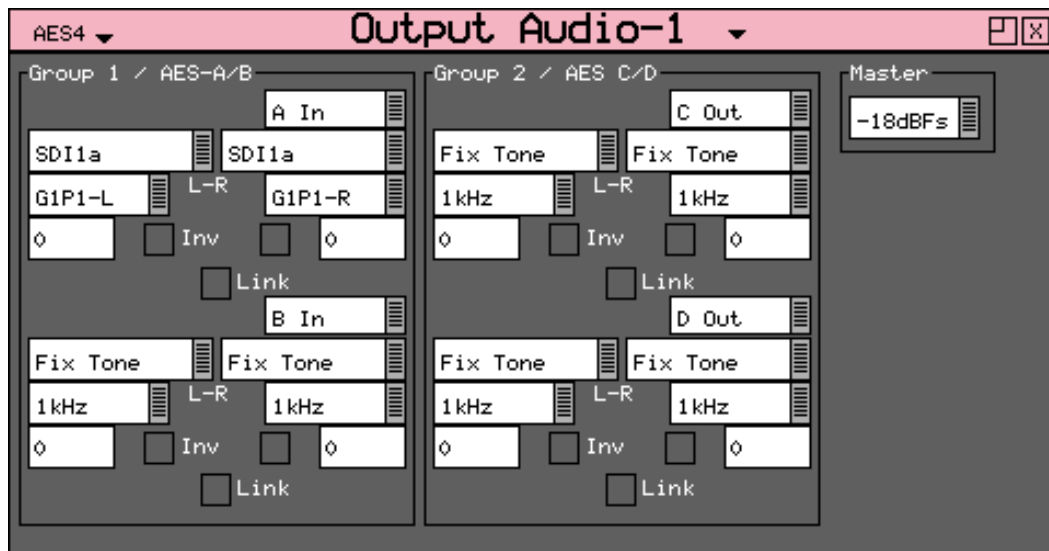 AES4 Output Audio-1
Group 1 / AES-A/B Group 2 / AES C/D Master
A In C Out -18dBFs
SDI1a SDI1a Fix Tone Fix Tone
G1P1-L L-R G1P1-R 1kHz L-R 1kHz
0 Inv 0 0 Inv 0
Link Link
B In D Out
Fix Tone Fix Tone Fix Tone Fix Tone
1kHz L-R 1kHz 1kHz L-R 1kHz
0 Inv 0 0 Inv 0
Link Link